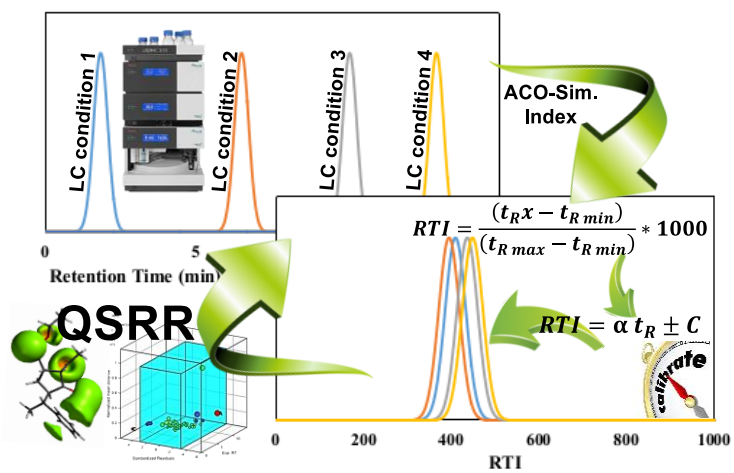 LC condition 1
LC condition 2
LC condition 3
LC condition 4
ACO-Sim.
Index
0
5
Retention Time (min)
RTI = (t_R x − t_R min) / (t_R max − t_R min) * 1000
RTI = α t_R ± C
calibrate
QSRR
Standardized Residuals
0
200
400
600
800
1000
RTI